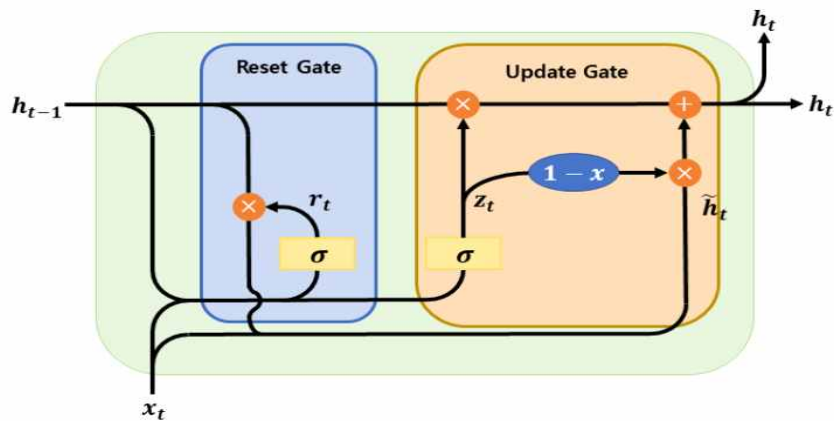 h_t
Reset Gate
Update Gate
h_{t-1}
×
+
h_t
1 − x
×
×
r_t
z_t
h̃_t
σ
σ
x_t